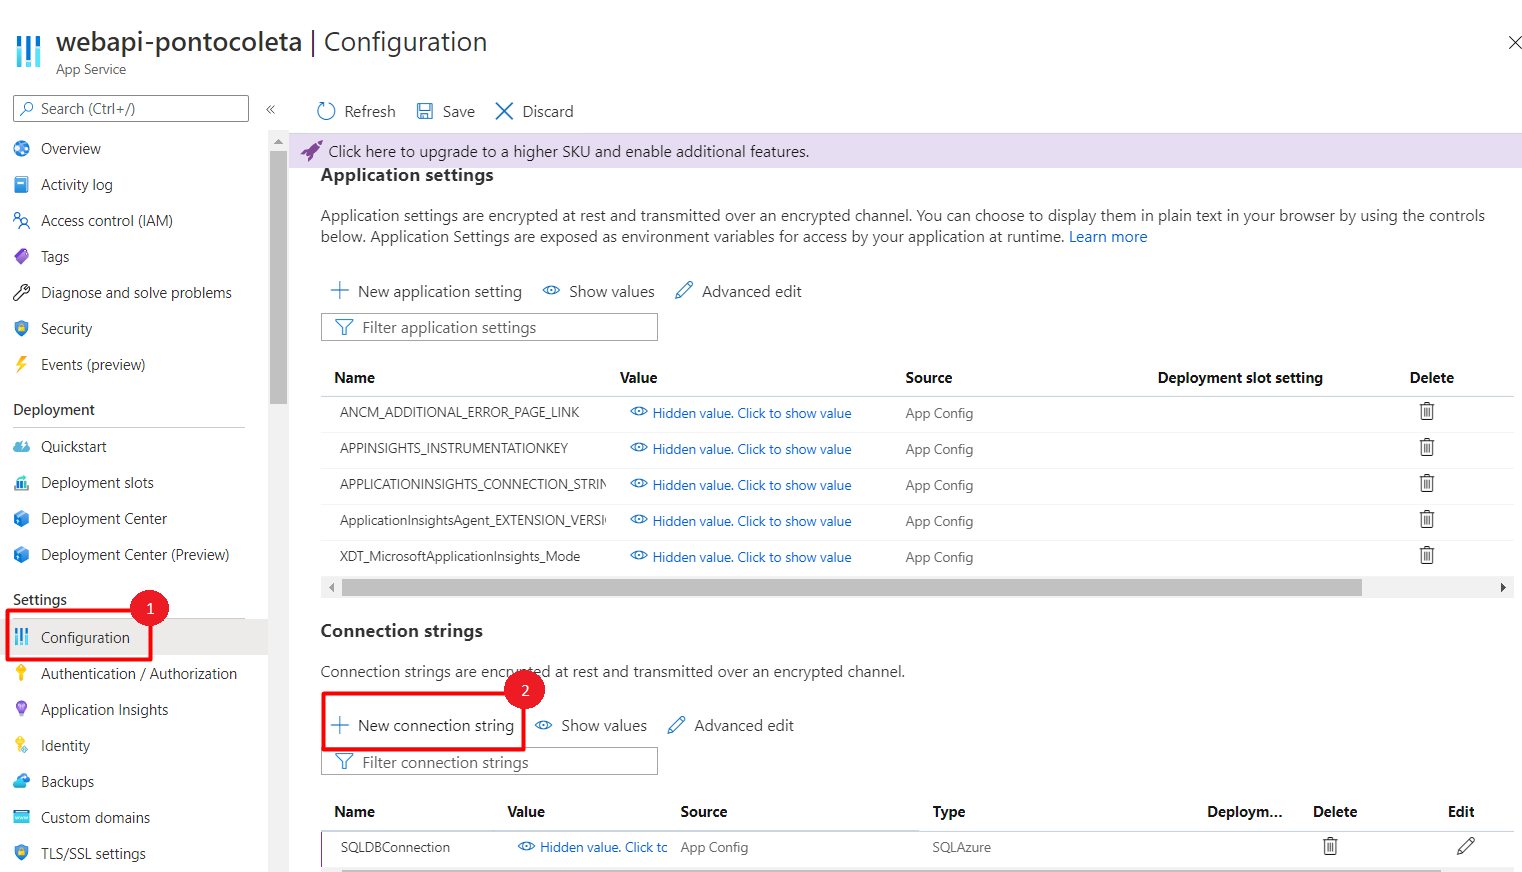 webapi-pontocoleta | Configuration
App Service
Search (Ctrl+/)
«
Refresh
Save
Discard
Click here to upgrade to a higher SKU and enable additional features.
Overview
Activity log
Access control (IAM)
Tags
Diagnose and solve problems
Security
Events (preview)
Deployment
Quickstart
Deployment slots
Deployment Center
Deployment Center (Preview)
Settings
1
Configuration
Authentication / Authorization
Application Insights
Identity
Backups
Custom domains
TLS/SSL settings
Application settings
Application settings are encrypted at rest and transmitted over an encrypted channel. You can choose to display them in plain text in your browser by using the controls
below. Application Settings are exposed as environment variables for access by your application at runtime. Learn more
New application setting
Show values
Advanced edit
Filter application settings
Name Value Source Deployment slot setting Delete
ANCM_ADDITIONAL_ERROR_PAGE_LINK Hidden value. Click to show value App Config
APPINSIGHTS_INSTRUMENTATIONKEY Hidden value. Click to show value App Config
APPLICATIONINSIGHTS_CONNECTION_STRIN Hidden value. Click to show value App Config
ApplicationInsightsAgent_EXTENSION_VERSI Hidden value. Click to show value App Config
XDT_MicrosoftApplicationInsights_Mode Hidden value. Click to show value App Config
Connection strings
Connection strings are encrypted at rest and transmitted over an encrypted channel.
2
New connection string
Show values
Advanced edit
Filter connection strings
Name Value Source Type Deploym... Delete Edit
SQLDBConnection Hidden value. Click to App Config SQLAzure